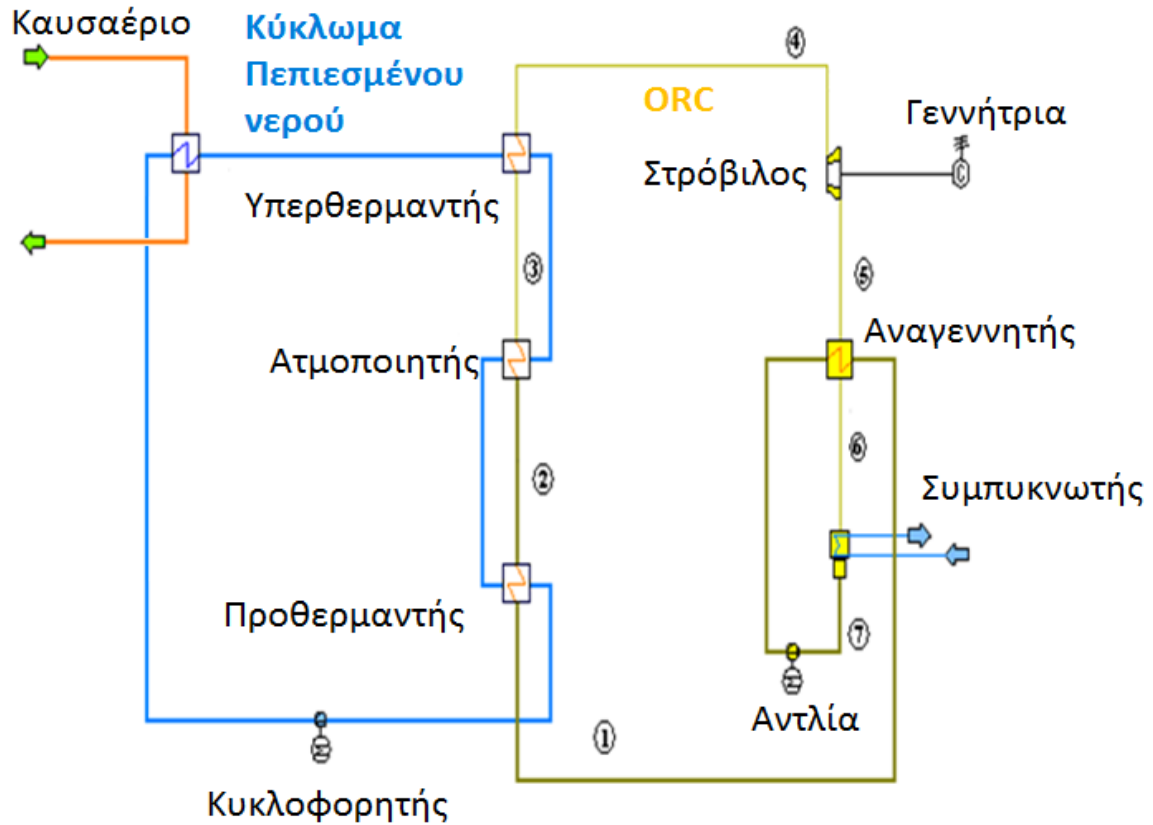 Καυσαέριο
Κύκλωμα
Πεπιεσμένου
νερού
4
ORC
Γεννήτρια
C
Στρόβιλος
Υπερθερμαντής
3
5
Αναγεννητής
Ατμοποιητής
6
2
Συμπυκνωτής
Προθερμαντής
7
Αντλία
1
Κυκλοφορητής